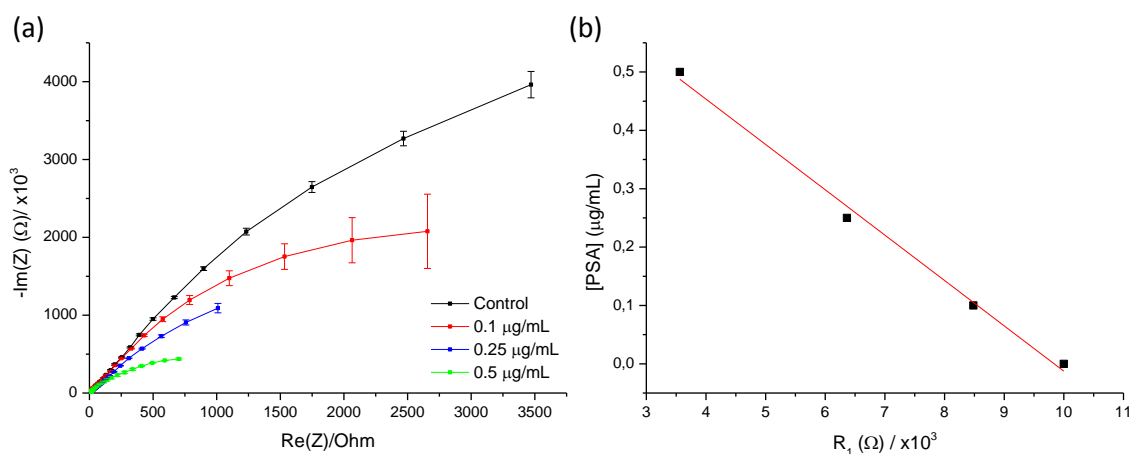 (a)
-Im(Z) (Ω)/ x10³
4000
3000
2000
1000
0
0 500 1000 1500 2000 2500 3000 3500
Re(Z)/Ohm
Control
0.1 μg/mL
0.25 μg/mL
0.5 μg/mL
(b)
[PSA] (μg/mL)
0,5
0,4
0,3
0,2
0,1
0,0
3 4 5 6 7 8 9 10 11
R₁ (Ω) / x10³